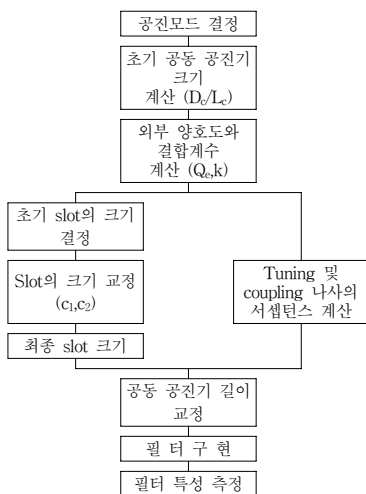 공진모드 결정
초기 공동 공진기
크기
계산 (Dc/Lc)
외부 양호도와
결합계수
계산 (Qe,k)
초기 slot의 크기
결정
Slot의 크기 교정
(c1,c2)
최종 slot 크기
Tuning 및
coupling 나사의
서셉턴스 계산
공동 공진기 길이
교정
필 터 구 현
필터 특성 측정